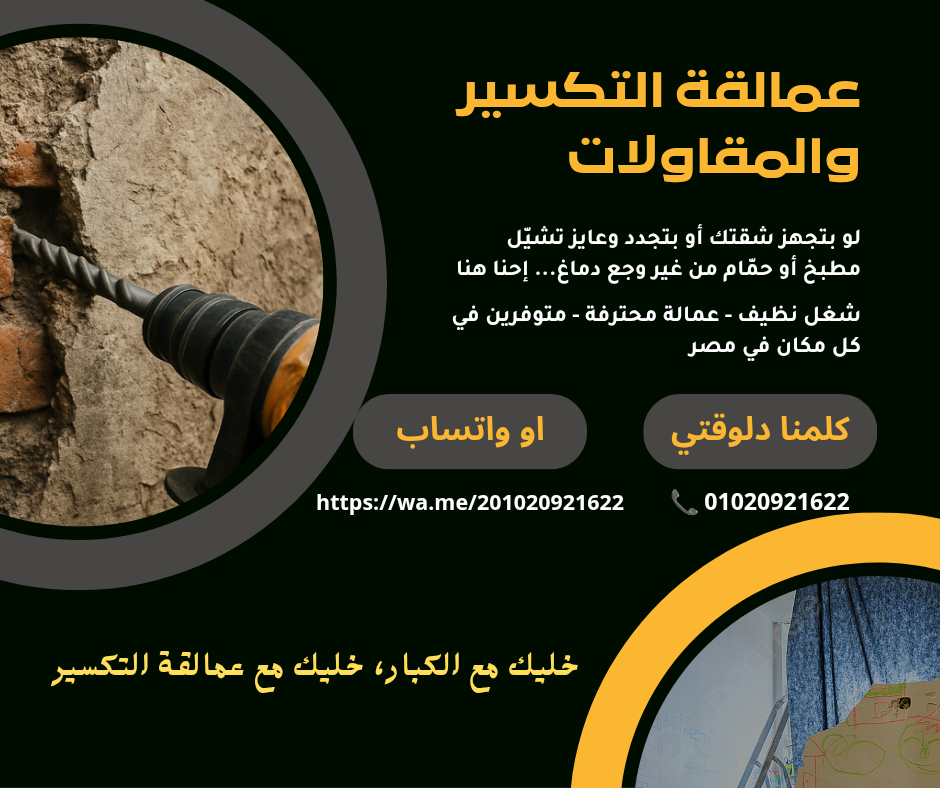 عمالقة التكسير
والمقاولات
لو بتجهز شقتك أو بتجدد وعايز تشيّل
مطبخ أو حمّام من غير وجع دماغ... إحنا هنا
شغل نظيف - عمالة محترفة - متوفرين في
كل مكان في مصر
كلمنا دلوقتي
📞 01020921622
او واتساب
https://wa.me/201020921622
خليك مع الكبار، خليك مع عمالقة التكسير